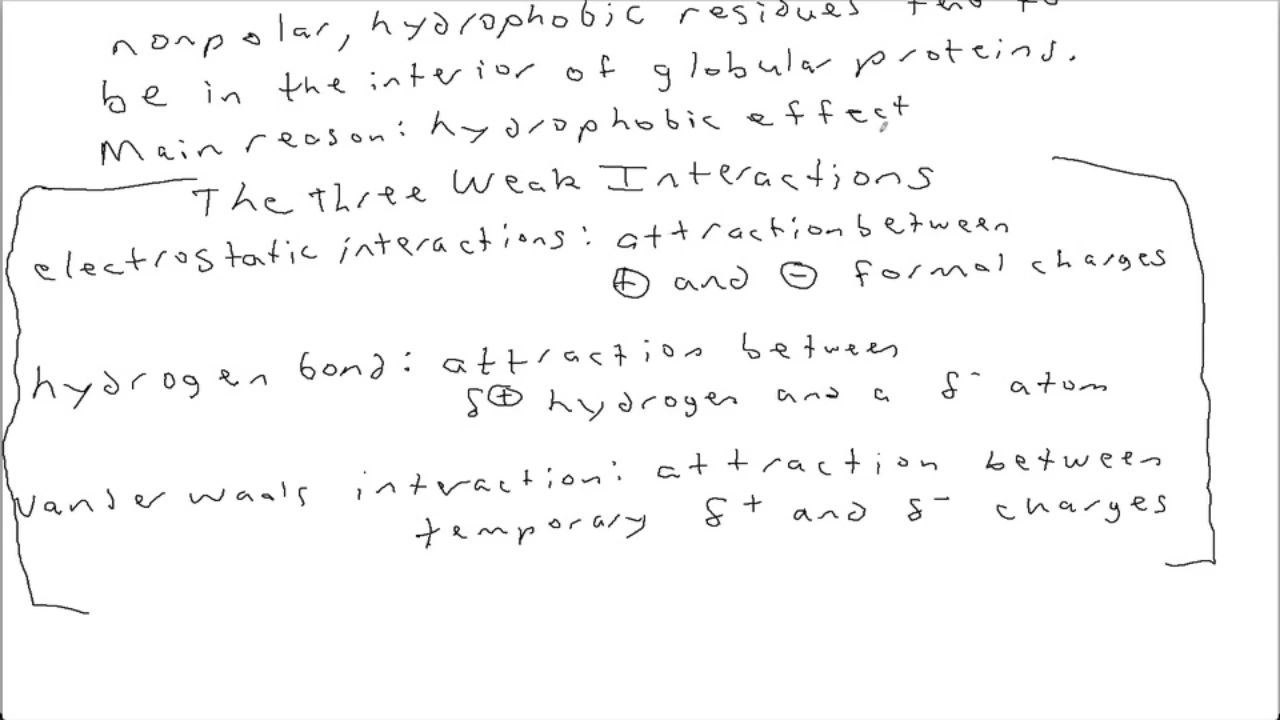 nonpolar, hydrophobic residues
be in the interior of globular proteins.
Main reason: hydrophobic effect
The three Weak Interactions
electrostatic interactions: attraction between
⊕ and ⊖ formal charges
hydrogen bond: attraction between
δ⊕ hydrogen and a δ⁻ atom
vander waals interaction: attraction between
temporary δ⁺ and δ⁻ charges